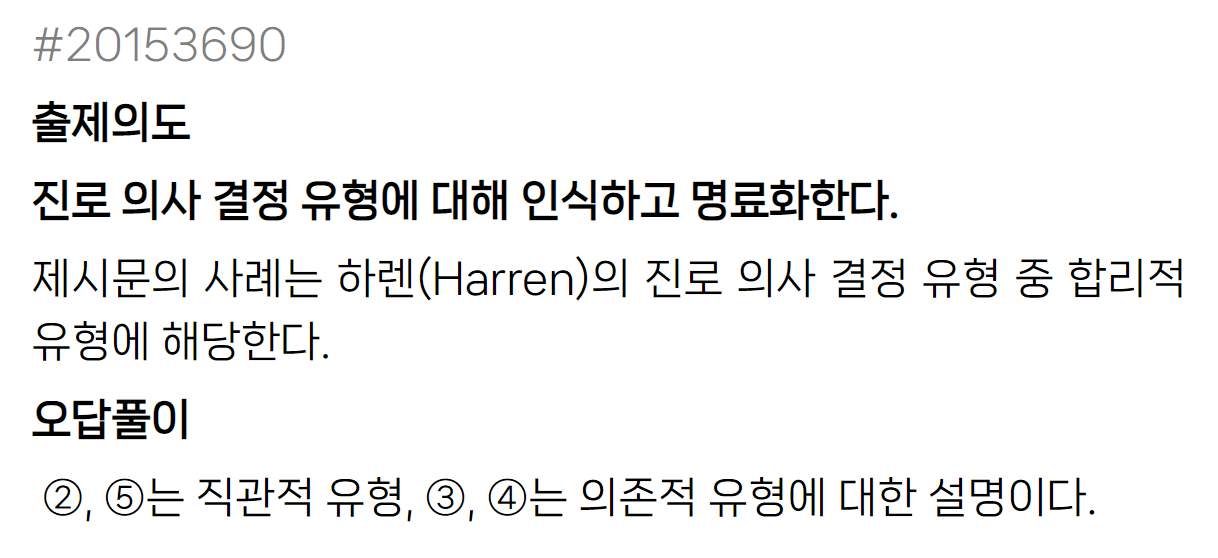 #20153690
출제의도
진로 의사 결정 유형에 대해 인식하고 명료화한다.
제시문의 사례는 하렌(Harren)의 진로 의사 결정 유형 중 합리적
유형에 해당한다.
오답풀이
②, ⑤는 직관적 유형, ③, ④는 의존적 유형에 대한 설명이다.